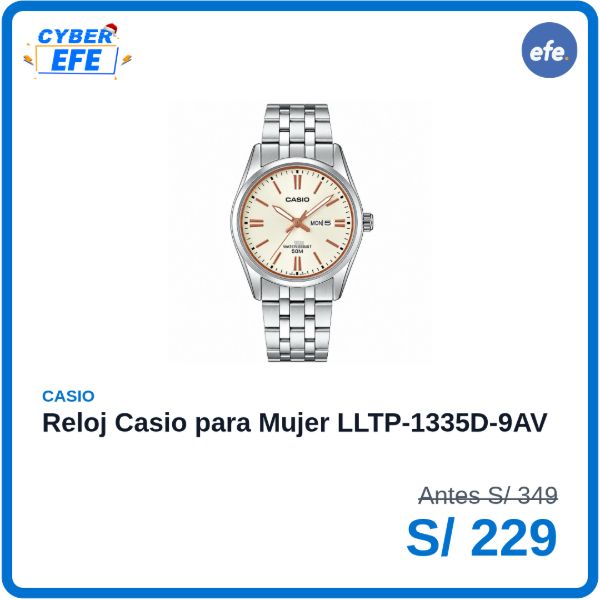 CYBER
EFE
efe.
CASIO
MON 5
WATER RESIST
50M
CASIO
Reloj Casio para Mujer LLTP-1335D-9AV
Antes S/ 349
S/ 229